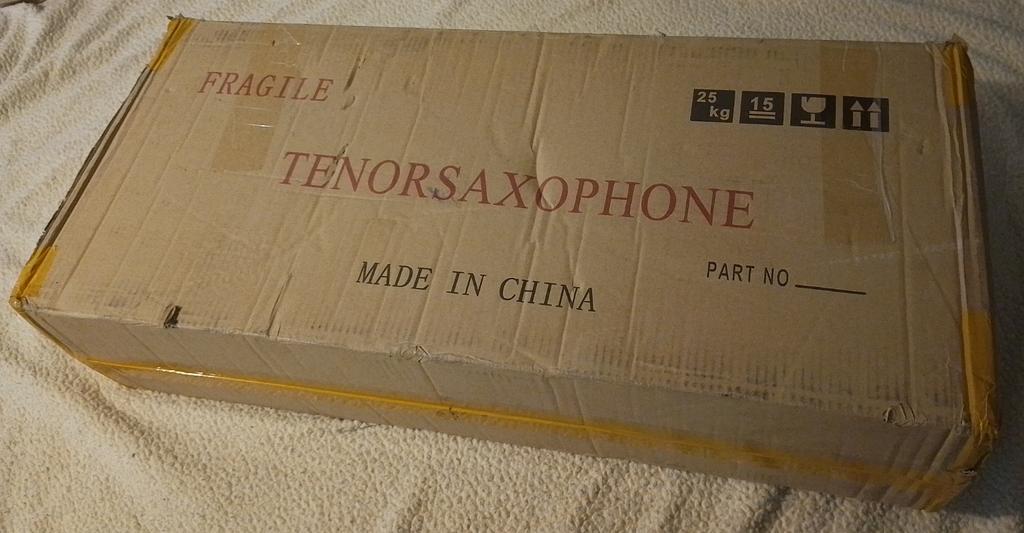 FRAGILE
25 kg
15
TENORSAXOPHONE
MADE IN CHINA
PART NO